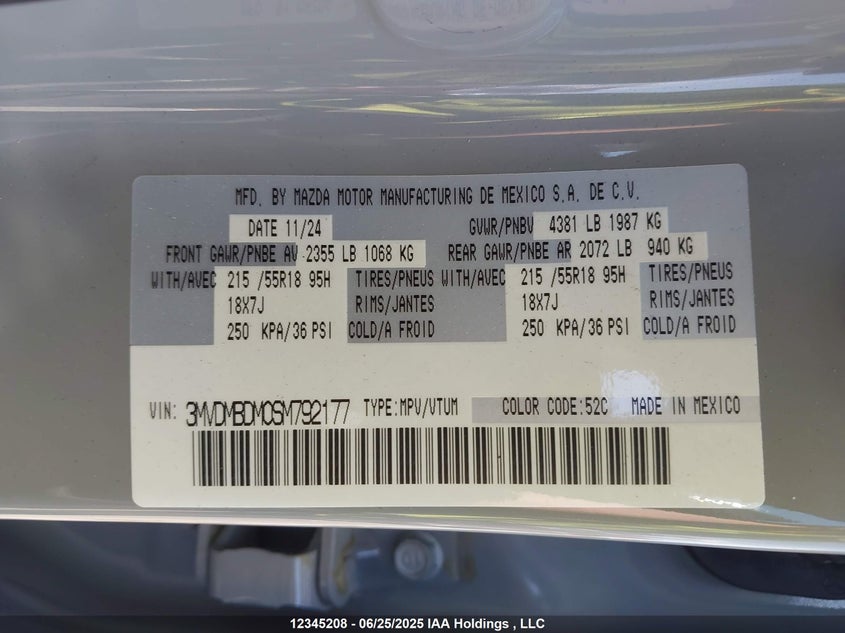 MFD. BY MAZDA MOTOR MANUFACTURING DE MEXICO S.A. DE C.V.
DATE 11/24 GVWR/PNBV 4381 LB 1987 KG
FRONT GAWR/PNBE AV 2355 LB 1068 KG REAR GAWR/PNBE AR 2072 LB 940 KG
WITH/AVEC 215 /55R18 95H TIRES/PNEUS WITH/AVEC 215 /55R18 95H TIRES/PNEUS
18X7J RIMS/JANTES 18X7J RIMS/JANTES
250 KPA/36 PSI COLD/A FROID 250 KPA/36 PSI COLD/A FROID
VIN: 3MVDMBDM0SM792177 TYPE:MPV/VTUM COLOR CODE:52C MADE IN MEXICO
12345208 - 06/25/2025 IAA Holdings , LLC